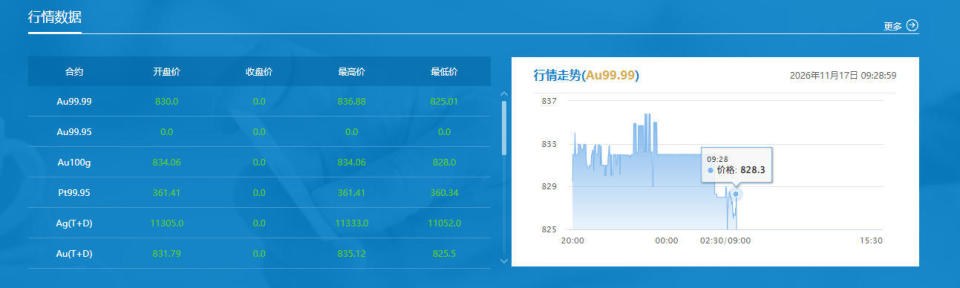 行情数据
更多
合约 开盘价 收盘价 最高价 最低价
Au99.99 830.0 0.0 836.88 825.01
Au99.95 0.0 0.0 0.0 0.0
Au100g 834.06 0.0 834.06 828.0
Pt99.95 361.41 0.0 361.41 360.34
Ag(T+D) 11305.0 0.0 11333.0 11052.0
Au(T+D) 831.79 0.0 835.12 825.5
行情走势(Au99.99) 2026年11月17日 09:28:59
837
833
829
825
09:28
价格: 828.3
20:00 00:00 02:30/09:00 15:30